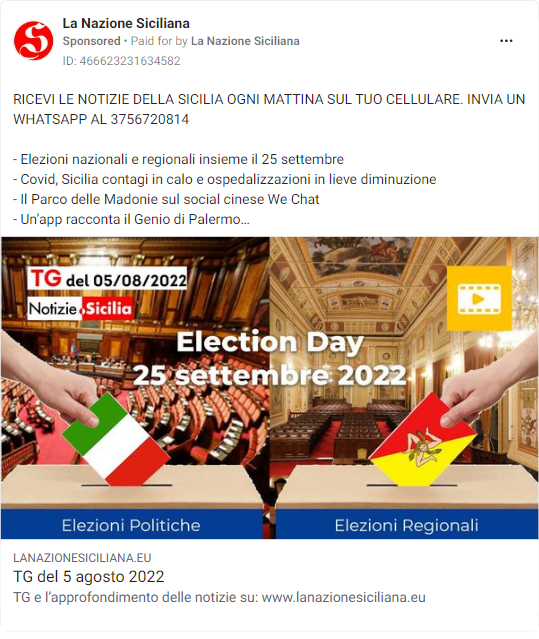 La Nazione Siciliana
Sponsored • Paid for by La Nazione Siciliana
ID: 466623231634582
RICEVI LE NOTIZIE DELLA SICILIA OGNI MATTINA SUL TUO CELLULARE. INVIA UN
WHATSAPP AL 3756720814
- Elezioni nazionali e regionali insieme il 25 settembre
- Covid, Sicilia contagi in calo e ospedalizzazioni in lieve diminuzione
- Il Parco delle Madonie sul social cinese We Chat
- Un’app racconta il Genio di Palermo...
TG del 05/08/2022
Notizie.Sicilia
Election Day
25 settembre 2022
Elezioni Politiche
Elezioni Regionali
LANAZIONESICILIANA.EU
TG del 5 agosto 2022
TG e l’approfondimento delle notizie su: www.lanazionesiciliana.eu